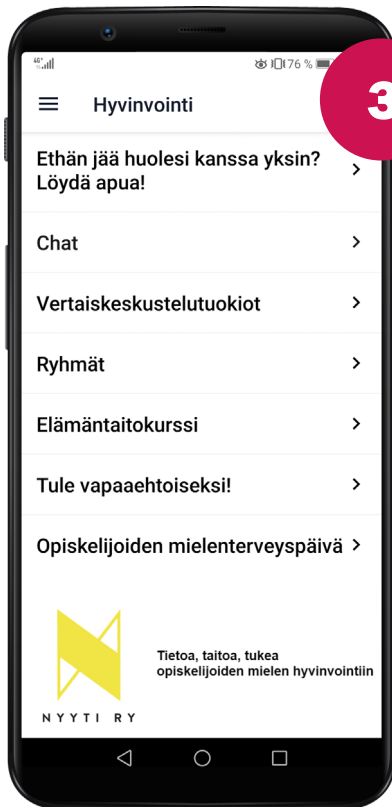 46+
76 %
3
Hyvinvointi
Ethän jää huolesi kanssa yksin?
Löydä apua!
Chat
Vertaiskeskustelutuokiot
Ryhmät
Elämäntaitokurssi
Tule vapaaehtoiseksi!
Opiskelijoiden mielenterveyspäivä
Tietoa, taitoa, tukea
opiskelijoiden mielen hyvinvointiin
NYYTI RY